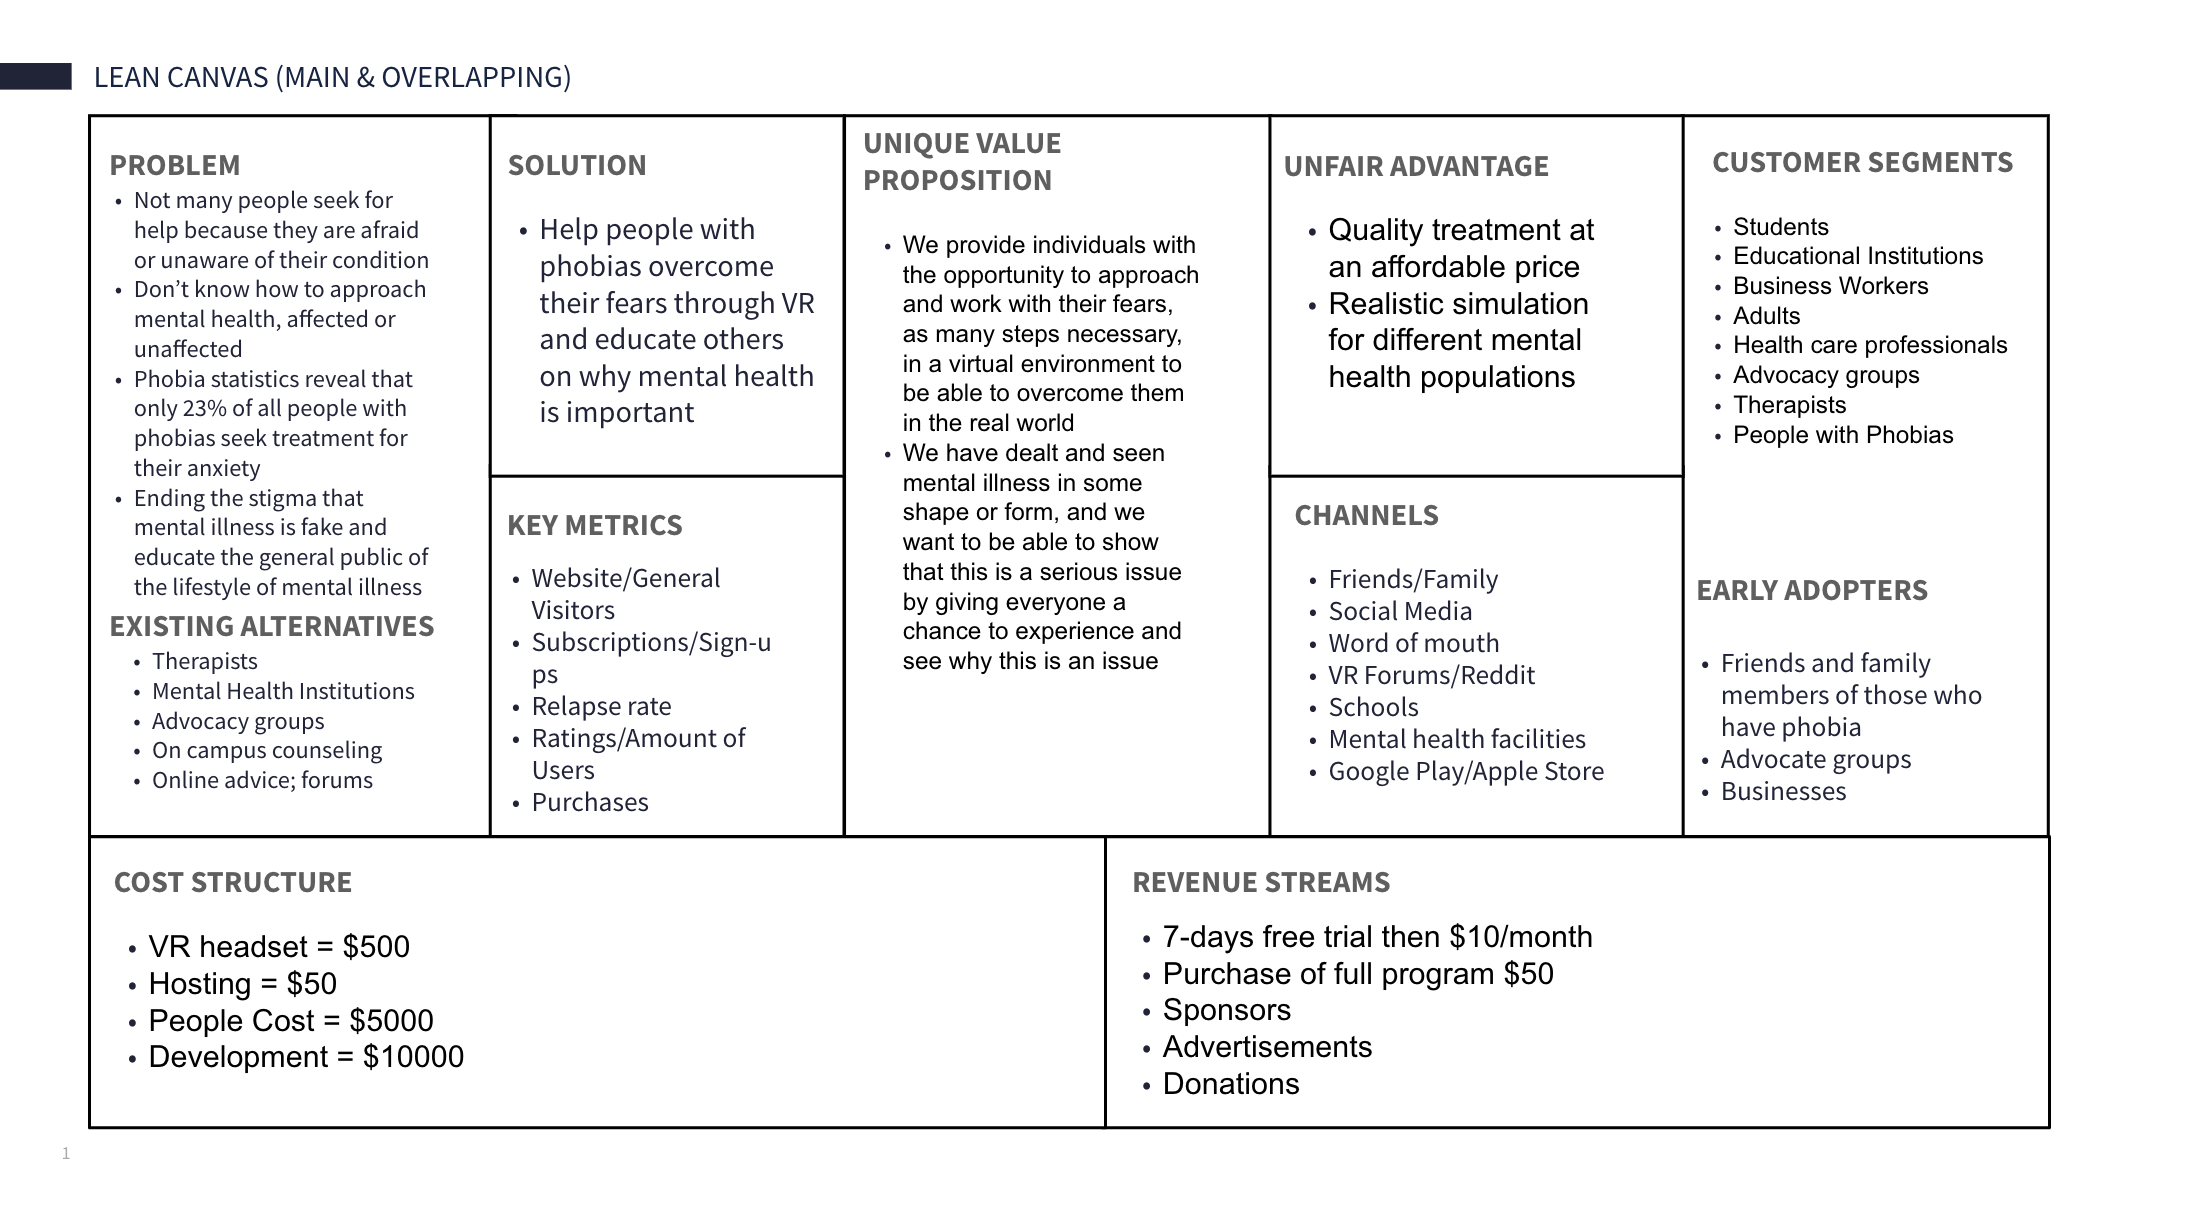 LEAN CANVAS (MAIN & OVERLAPPING)
PROBLEM
• Not many people seek for
help because they are afraid
or unaware of their condition
• Don’t know how to approach
mental health, affected or
unaffected
• Phobia statistics reveal that
only 23% of all people with
phobias seek treatment for
their anxiety
• Ending the stigma that
mental illness is fake and
educate the general public of
the lifestyle of mental illness
EXISTING ALTERNATIVES
• Therapists
• Mental Health Institutions
• Advocacy groups
• On campus counseling
• Online advice; forums
SOLUTION
• Help people with
phobias overcome
their fears through VR
and educate others
on why mental health
is important
KEY METRICS
• Website/General
Visitors
• Subscriptions/Sign-u
ps
• Relapse rate
• Ratings/Amount of
Users
• Purchases
UNIQUE VALUE
PROPOSITION
• We provide individuals with
the opportunity to approach
and work with their fears,
as many steps necessary,
in a virtual environment to
be able to overcome them
in the real world
• We have dealt and seen
mental illness in some
shape or form, and we
want to be able to show
that this is a serious issue
by giving everyone a
chance to experience and
see why this is an issue
UNFAIR ADVANTAGE
• Quality treatment at
an affordable price
• Realistic simulation
for different mental
health populations
CHANNELS
• Friends/Family
• Social Media
• Word of mouth
• VR Forums/Reddit
• Schools
• Mental health facilities
• Google Play/Apple Store
CUSTOMER SEGMENTS
• Students
• Educational Institutions
• Business Workers
• Adults
• Health care professionals
• Advocacy groups
• Therapists
• People with Phobias
EARLY ADOPTERS
• Friends and family
members of those who
have phobia
• Advocate groups
• Businesses
COST STRUCTURE
• VR headset = $500
• Hosting = $50
• People Cost = $5000
• Development = $10000
REVENUE STREAMS
• 7-days free trial then $10/month
• Purchase of full program $50
• Sponsors
• Advertisements
• Donations
1